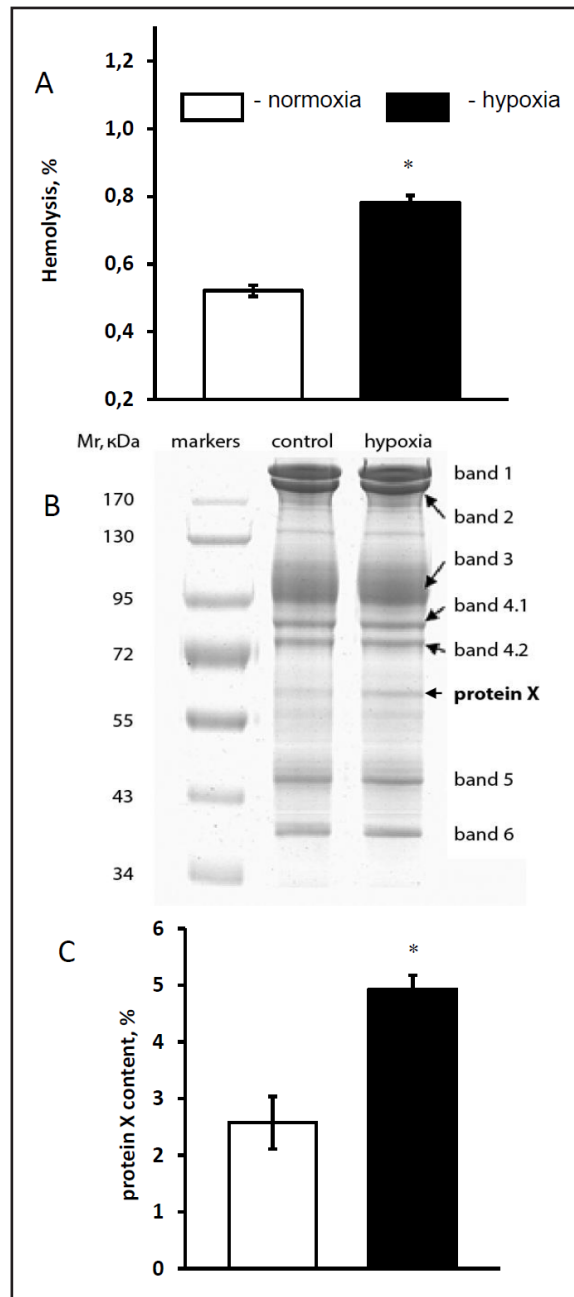 A
1,2
- normoxia
- hypoxia
1,0
*
0,8
0,6
0,4
0,2
Hemolysis, %
Mr, кDa
markers
control
hypoxia
B
170
130
95
72
55
43
34
band 1
band 2
band 3
band 4.1
band 4.2
protein X
band 5
band 6
C
6
*
5
4
3
2
1
0
protein X content, %